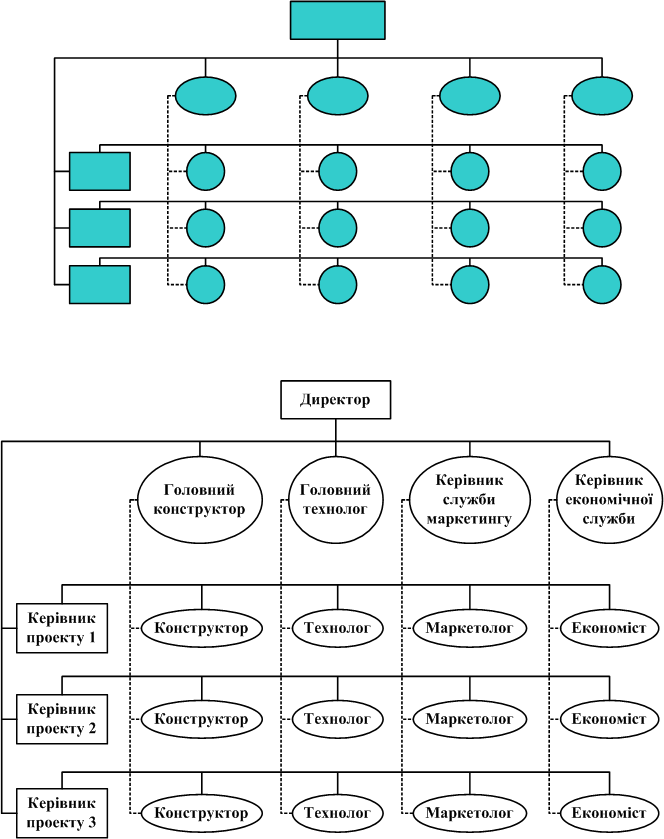 Директор
Головний
конструктор
Головний
технолог
Керівник
служби
маркетингу
Керівник
економічної
служби
Керівник
проекту 1
Конструктор
Технолог
Маркетолог
Економіст
Керівник
проекту 2
Конструктор
Технолог
Маркетолог
Економіст
Керівник
проекту 3
Конструктор
Технолог
Маркетолог
Економіст